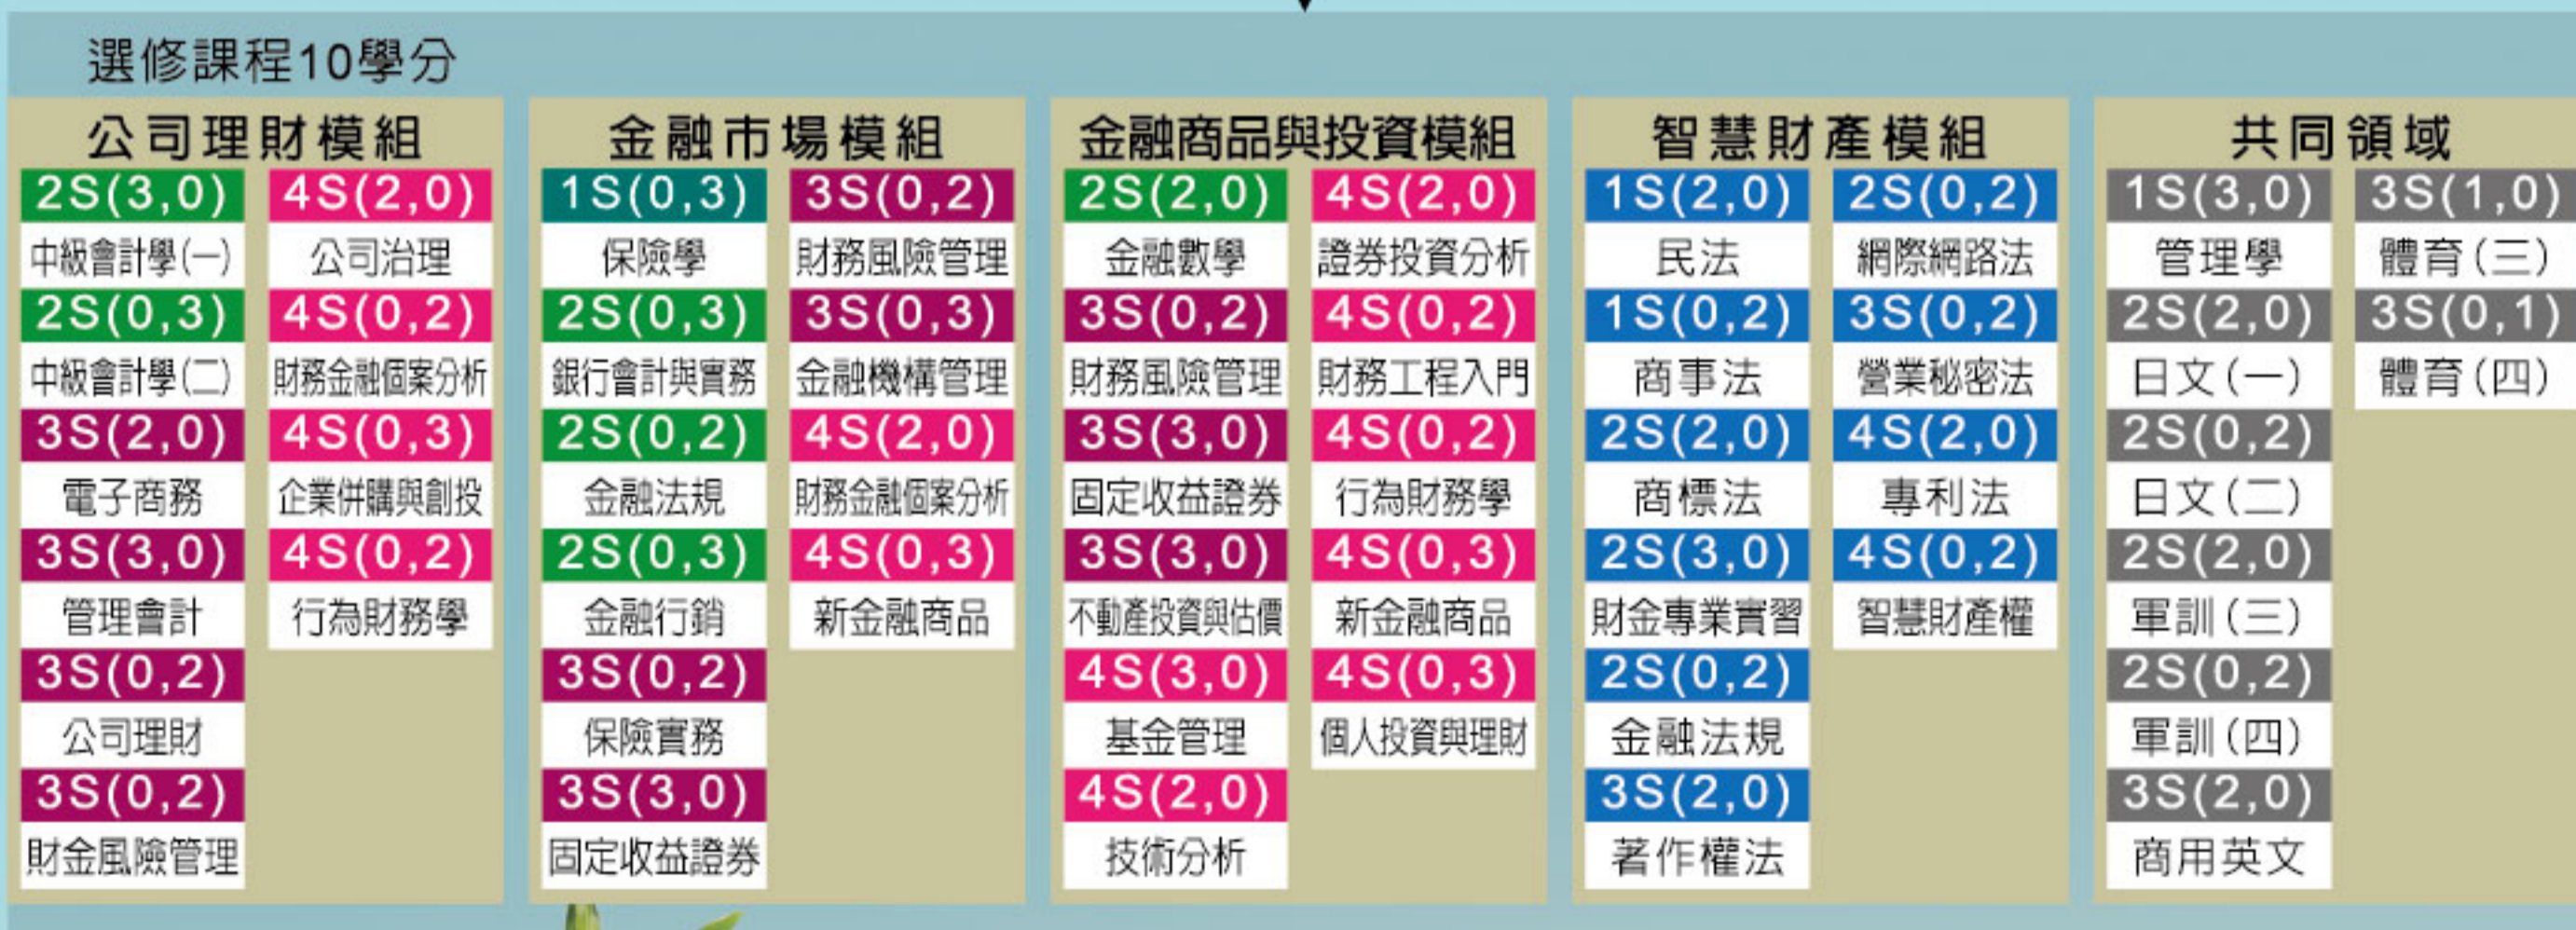 選修課程10學分
公司理財模組
2S(3,0)
中級會計學(一)
2S(0,3)
中級會計學(二)
3S(2,0)
電子商務
3S(3,0)
管理會計
3S(0,2)
公司理財
3S(0,2)
財金風險管理
4S(2,0)
公司治理
4S(0,2)
財務金融個案分析
4S(0,3)
企業併購與創投
4S(0,2)
行為財務學
金融市場模組
1S(0,3)
保險學
2S(0,3)
銀行會計與實務
2S(0,2)
金融法規
2S(0,3)
金融行銷
3S(0,2)
保險實務
3S(3,0)
固定收益證券
3S(0,2)
財務風險管理
3S(0,3)
金融機構管理
4S(2,0)
財務金融個案分析
4S(0,3)
新金融商品
金融商品與投資模組
2S(2,0)
金融數學
3S(0,2)
財務風險管理
3S(3,0)
固定收益證券
3S(3,0)
不動產投資與估價
4S(3,0)
基金管理
4S(2,0)
技術分析
4S(2,0)
證券投資分析
4S(0,2)
財務工程入門
4S(0,2)
行為財務學
4S(0,3)
新金融商品
4S(0,3)
個人投資與理財
智慧財產模組
1S(2,0)
民法
1S(0,2)
商事法
2S(2,0)
商標法
2S(3,0)
財金專業實習
2S(0,2)
金融法規
3S(2,0)
著作權法
2S(0,2)
網際網路法
3S(0,2)
營業秘密法
4S(2,0)
專利法
4S(0,2)
智慧財產權
共同領域
1S(3,0)
管理學
2S(2,0)
日文(一)
2S(0,2)
日文(二)
2S(2,0)
軍訓(三)
2S(0,2)
軍訓(四)
3S(2,0)
商用英文
3S(1,0)
體育(三)
3S(0,1)
體育(四)